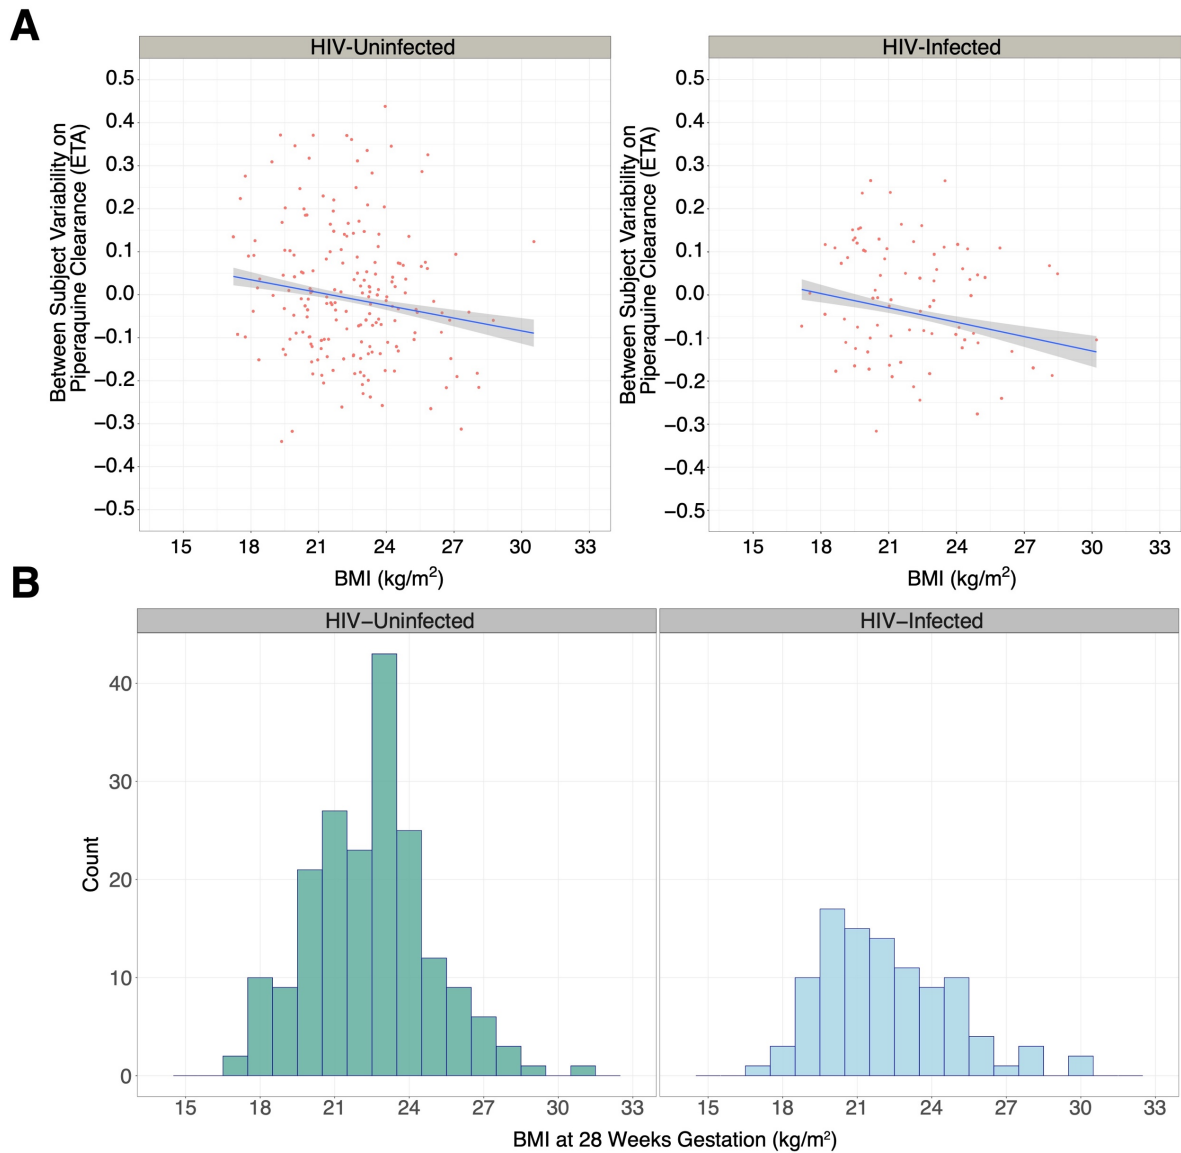 A
HIV-Uninfected
Between Subject Variability on
Piperaquine Clearance (ETA)
0.5
0.4
0.3
0.2
0.1
0.0
−0.1
−0.2
−0.3
−0.4
−0.5
15 18 21 24 27 30 33
BMI (kg/m²)
HIV-Infected
Between Subject Variability on
Piperaquine Clearance (ETA)
0.5
0.4
0.3
0.2
0.1
0.0
−0.1
−0.2
−0.3
−0.4
−0.5
15 18 21 24 27 30 33
BMI (kg/m²)
B
HIV−Uninfected
HIV−Infected
Count
40
30
20
10
0
15 18 21 24 27 30 33
15 18 21 24 27 30 33
BMI at 28 Weeks Gestation (kg/m²)